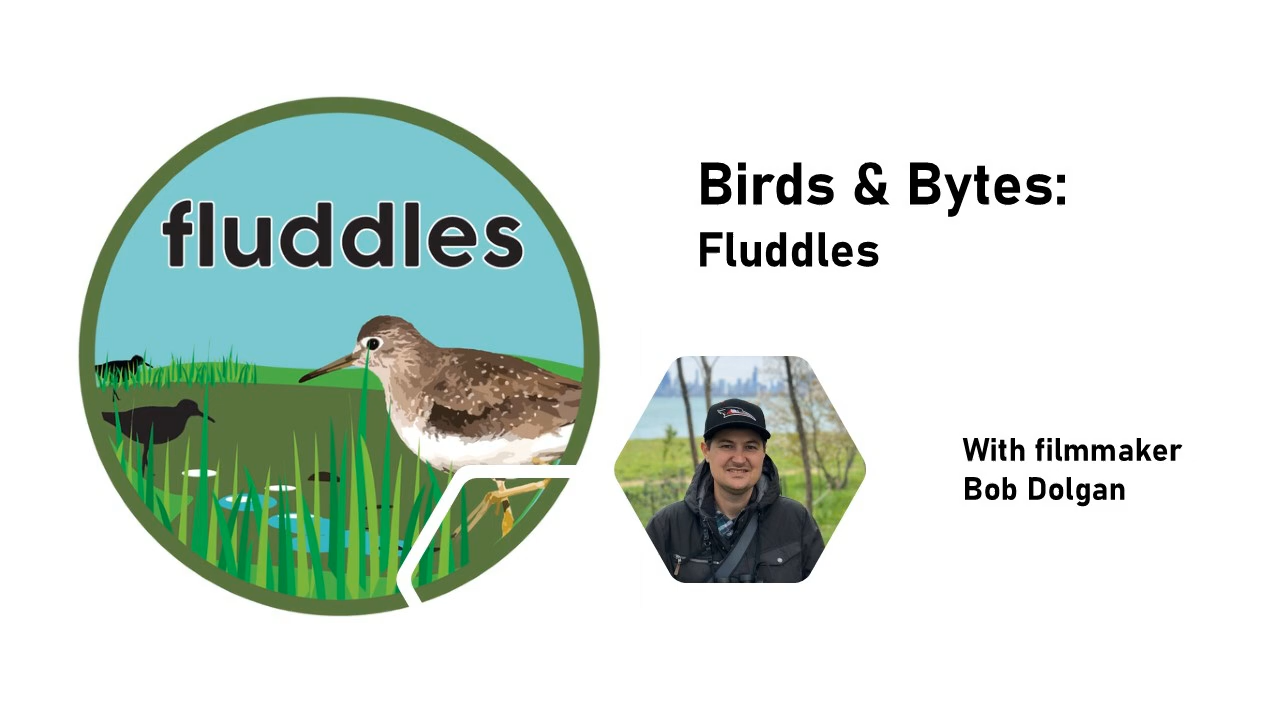 fluddles
Birds & Bytes:
Fluddles
With filmmaker
Bob Dolgan